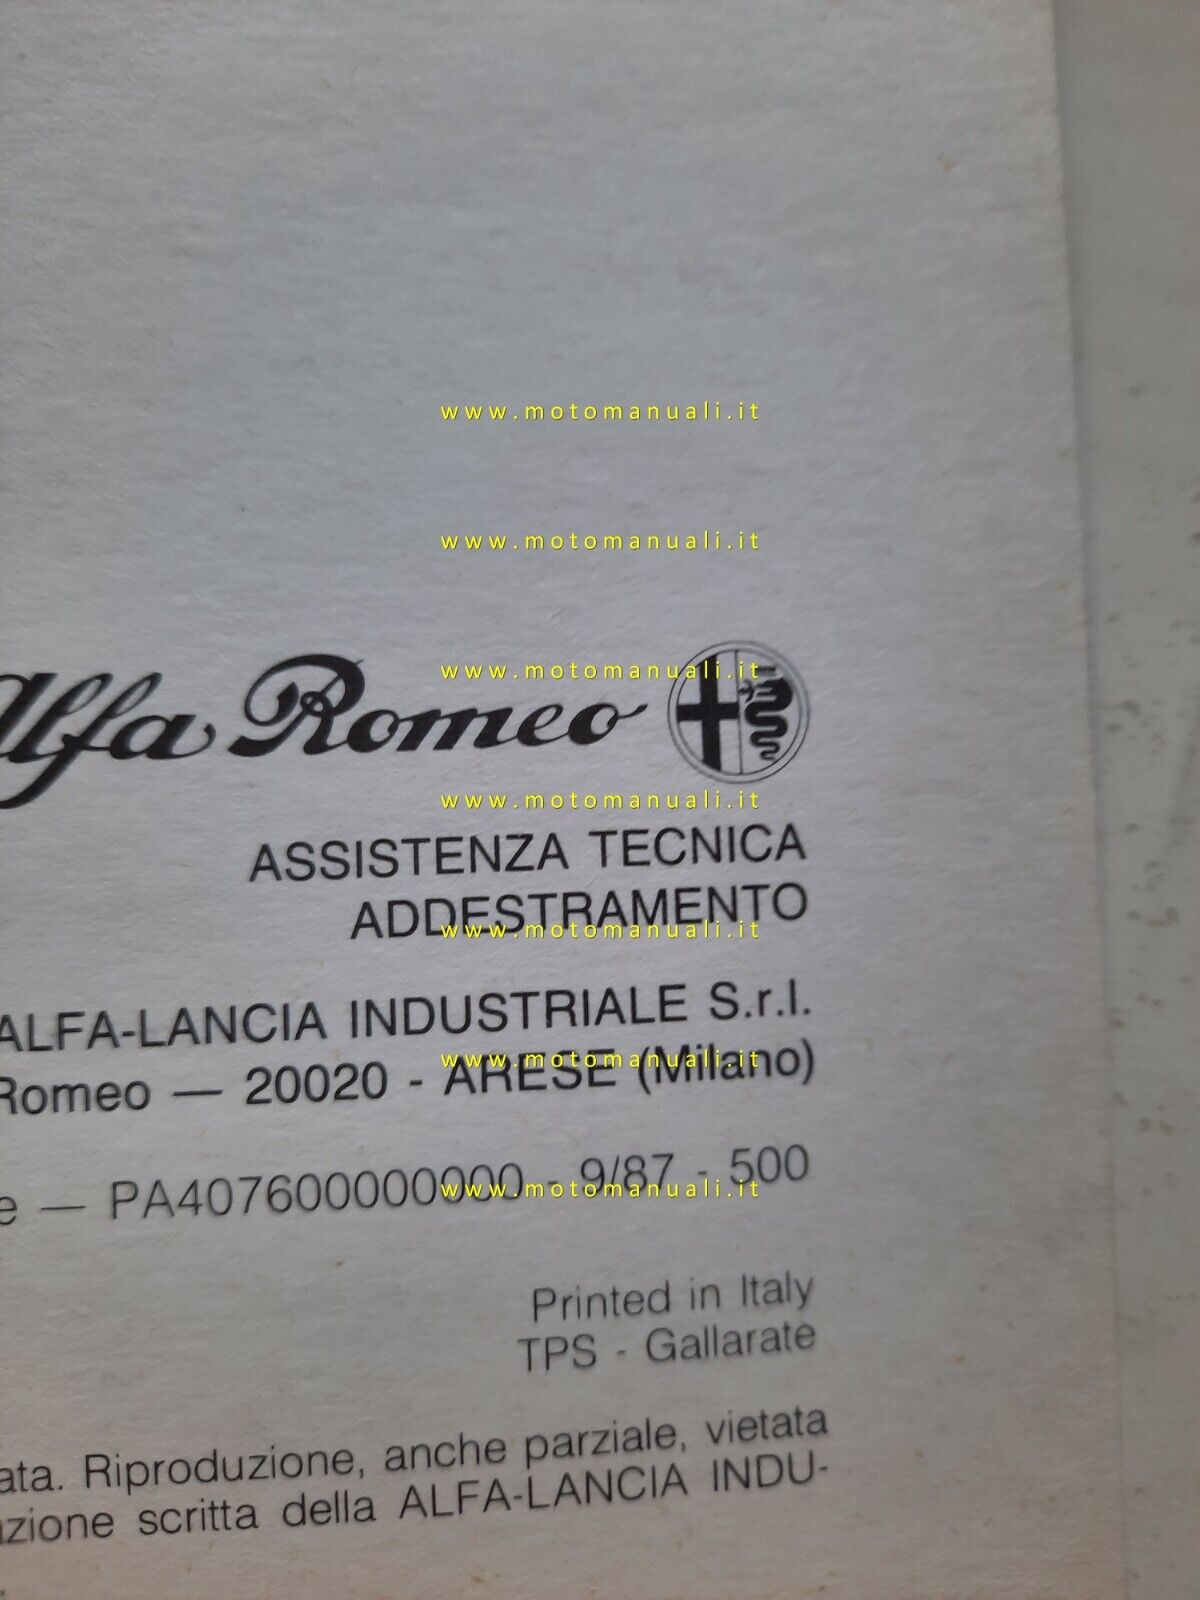 www.motomanuali.it
www.motomanuali.it
www.motomanuali.it
Alfa Romeo
www.motomanuali.it
ASSISTENZA TECNICA
ADDESTRAMENTO
www.motomanuali.it
ALFA-LANCIA INDUSTRIALE S.r.l.
Romeo — 20020 - ARESE (Milano)
www.motomanuali.it
e — PA407600000000 - 9/87 - 500
www.motomanuali.it
Printed in Italy
TPS - Gallarate
ata. Riproduzione, anche parziale, vietata
azione scritta della ALFA-LANCIA INDU-